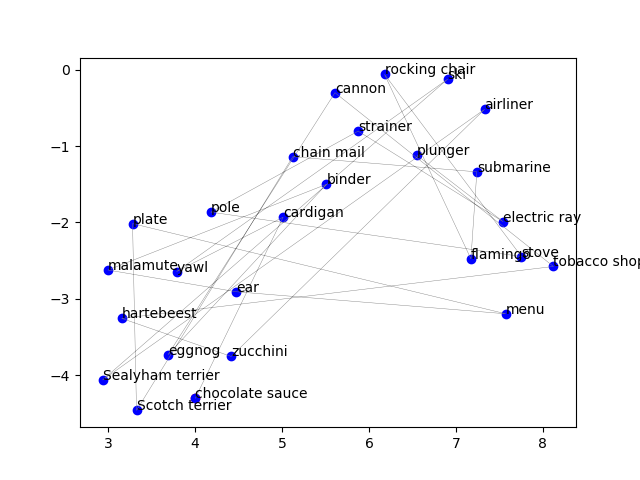 rocking chair
ski
cannon
airliner
strainer
plunger
chain mail
submarine
binder
pole
cardigan
plate
electric ray
flamingo
stove
tobacco shop
malamute
yawl
ear
hartebeest
menu
eggnog
zucchini
Sealyham terrier
chocolate sauce
Scotch terrier
0
−1
−2
−3
−4
3 4 5 6 7 8